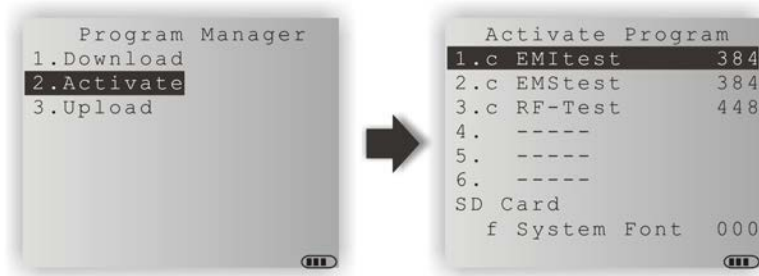 Program Manager
1.Download
2.Activate
3.Upload
Activate Program
1.c EMItest 384
2.c EMStest 384
3.c RF-Test 448
4. -----
5. -----
6. -----
SD Card
f System Font 000